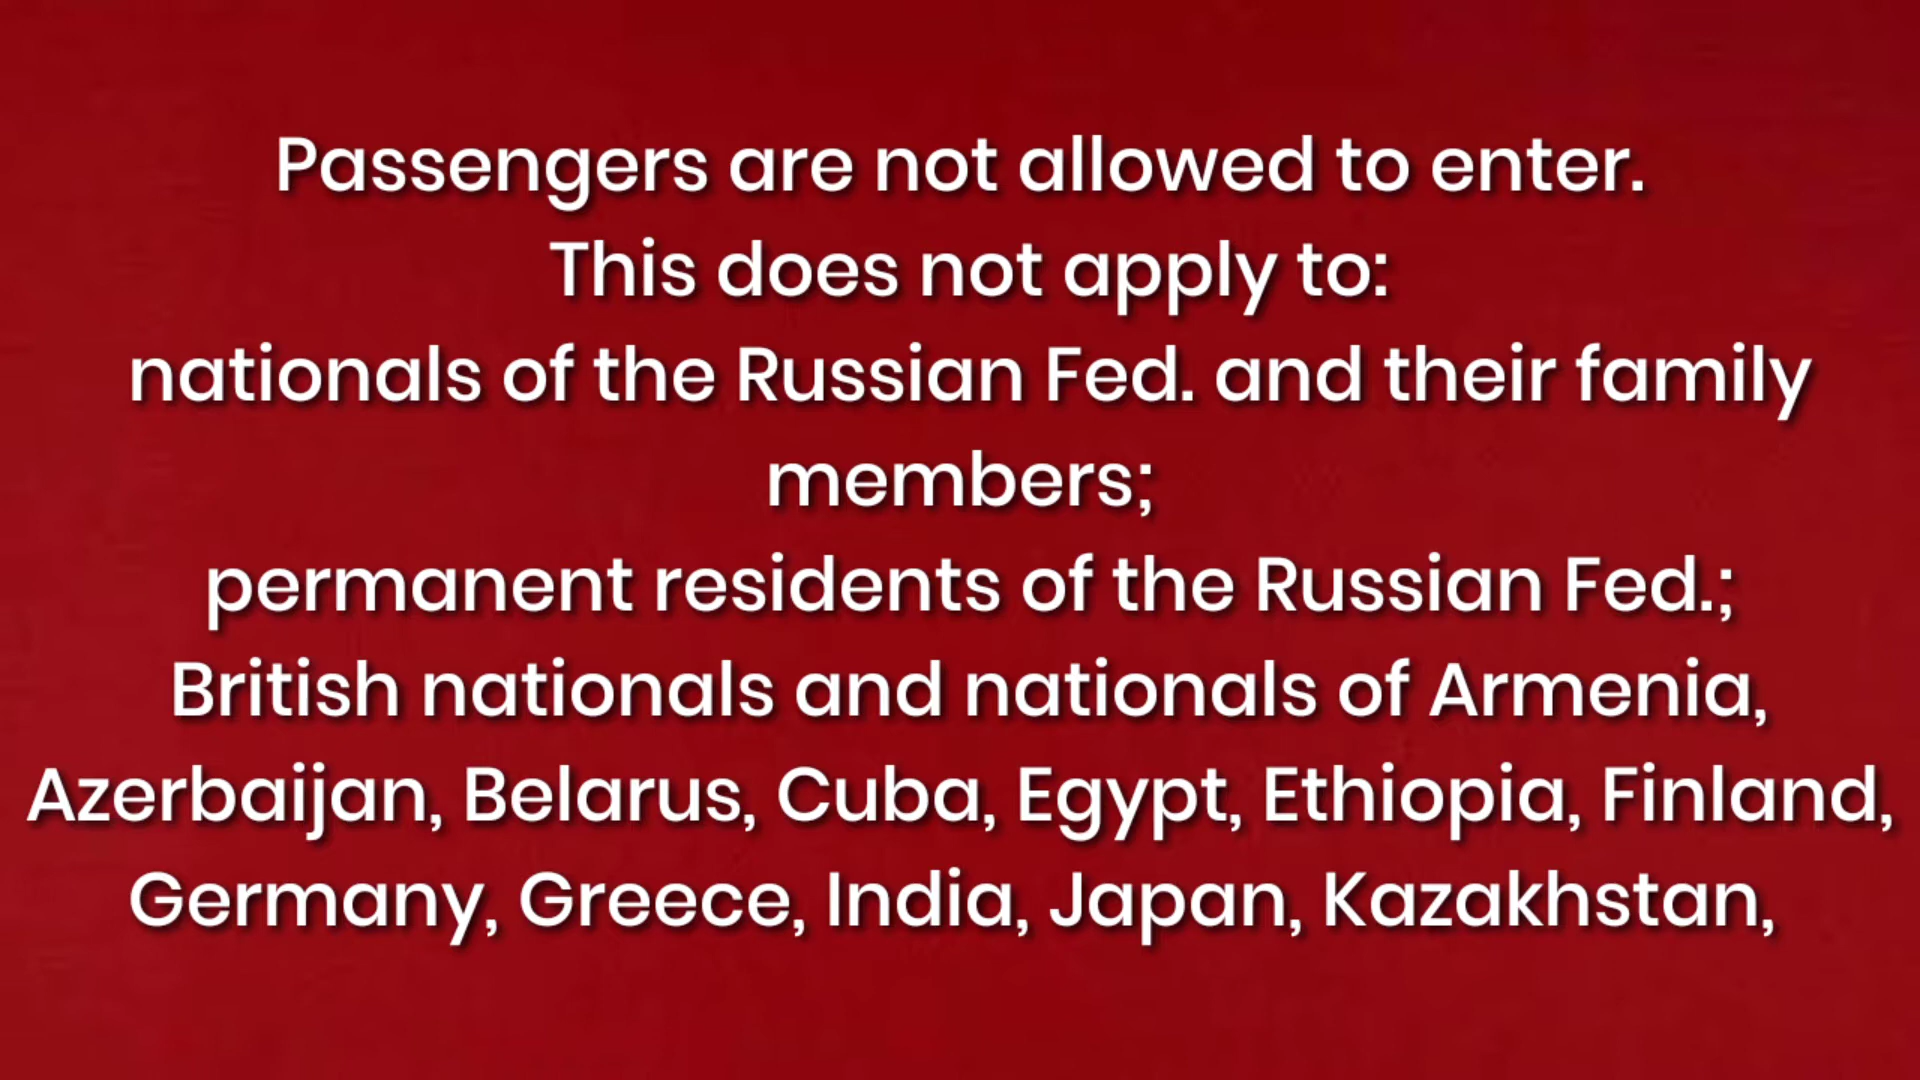 Passengers are not allowed to enter.
This does not apply to:
nationals of the Russian Fed. and their family
members;
permanent residents of the Russian Fed.;
British nationals and nationals of Armenia,
Azerbaijan, Belarus, Cuba, Egypt, Ethiopia, Finland,
Germany, Greece, India, Japan, Kazakhstan,